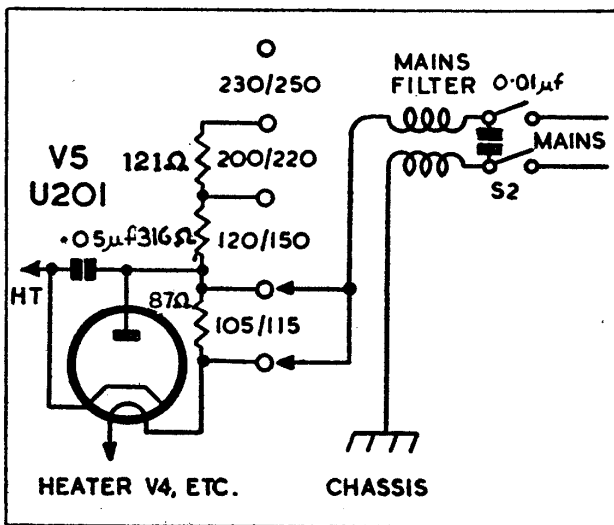 MAINS
FILTER
0·01μf
230/250
V5
U201
121Ω
200/220
MAINS
S2
·05μf
316Ω
120/150
HT
87Ω
105/115
HEATER V4, ETC.
CHASSIS